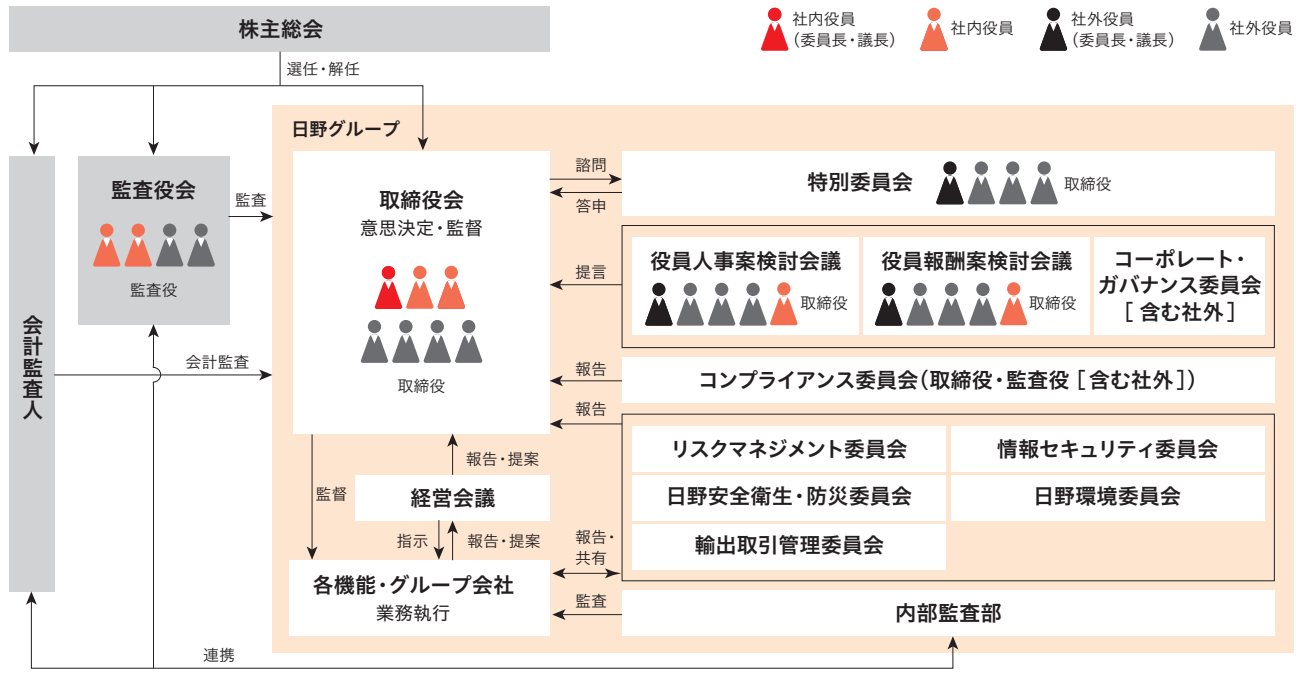 株主総会
社内役員
(委員長・議長)
社内役員
社外役員
(委員長・議長)
社外役員
選任・解任
日野グループ
会計監査人
監査役会
監査役
監査
会計監査
取締役会
意思決定・監督
取締役
諮問
答申
特別委員会
取締役
提言
役員人事案検討会議
取締役
役員報酬案検討会議
取締役
コーポレート・
ガバナンス委員会
[ 含む社外 ]
報告
コンプライアンス委員会(取締役・監査役 [ 含む社外 ])
報告
リスクマネジメント委員会
情報セキュリティ委員会
日野安全衛生・防災委員会
日野環境委員会
輸出取引管理委員会
報告・提案
監督
経営会議
指示
報告・提案
報告・
共有
各機能・グループ会社
業務執行
監査
内部監査部
連携